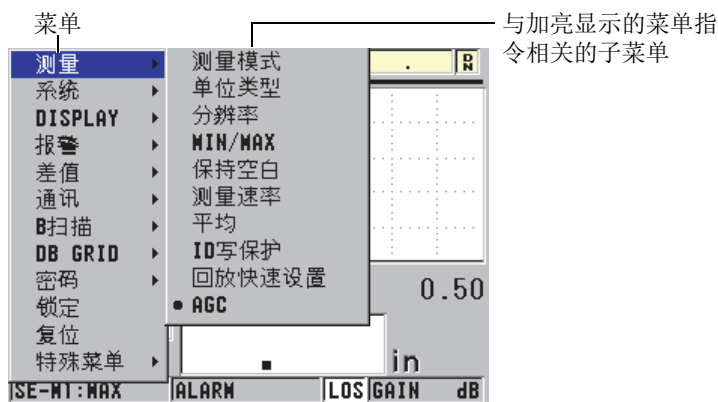 菜单
与加亮显示的菜单指
令相关的子菜单
测量
系统
DISPLAY
报警
差值
通讯
B扫描
DB GRID
密码
锁定
复位
特殊菜单
测量模式
单位类型
分辨率
MIN/MAX
保持空白
测量速率
平均
ID写保护
回放快速设置
AGC
DN
0.50
in
SE-M1:MAX ALARM LOS GAIN dB